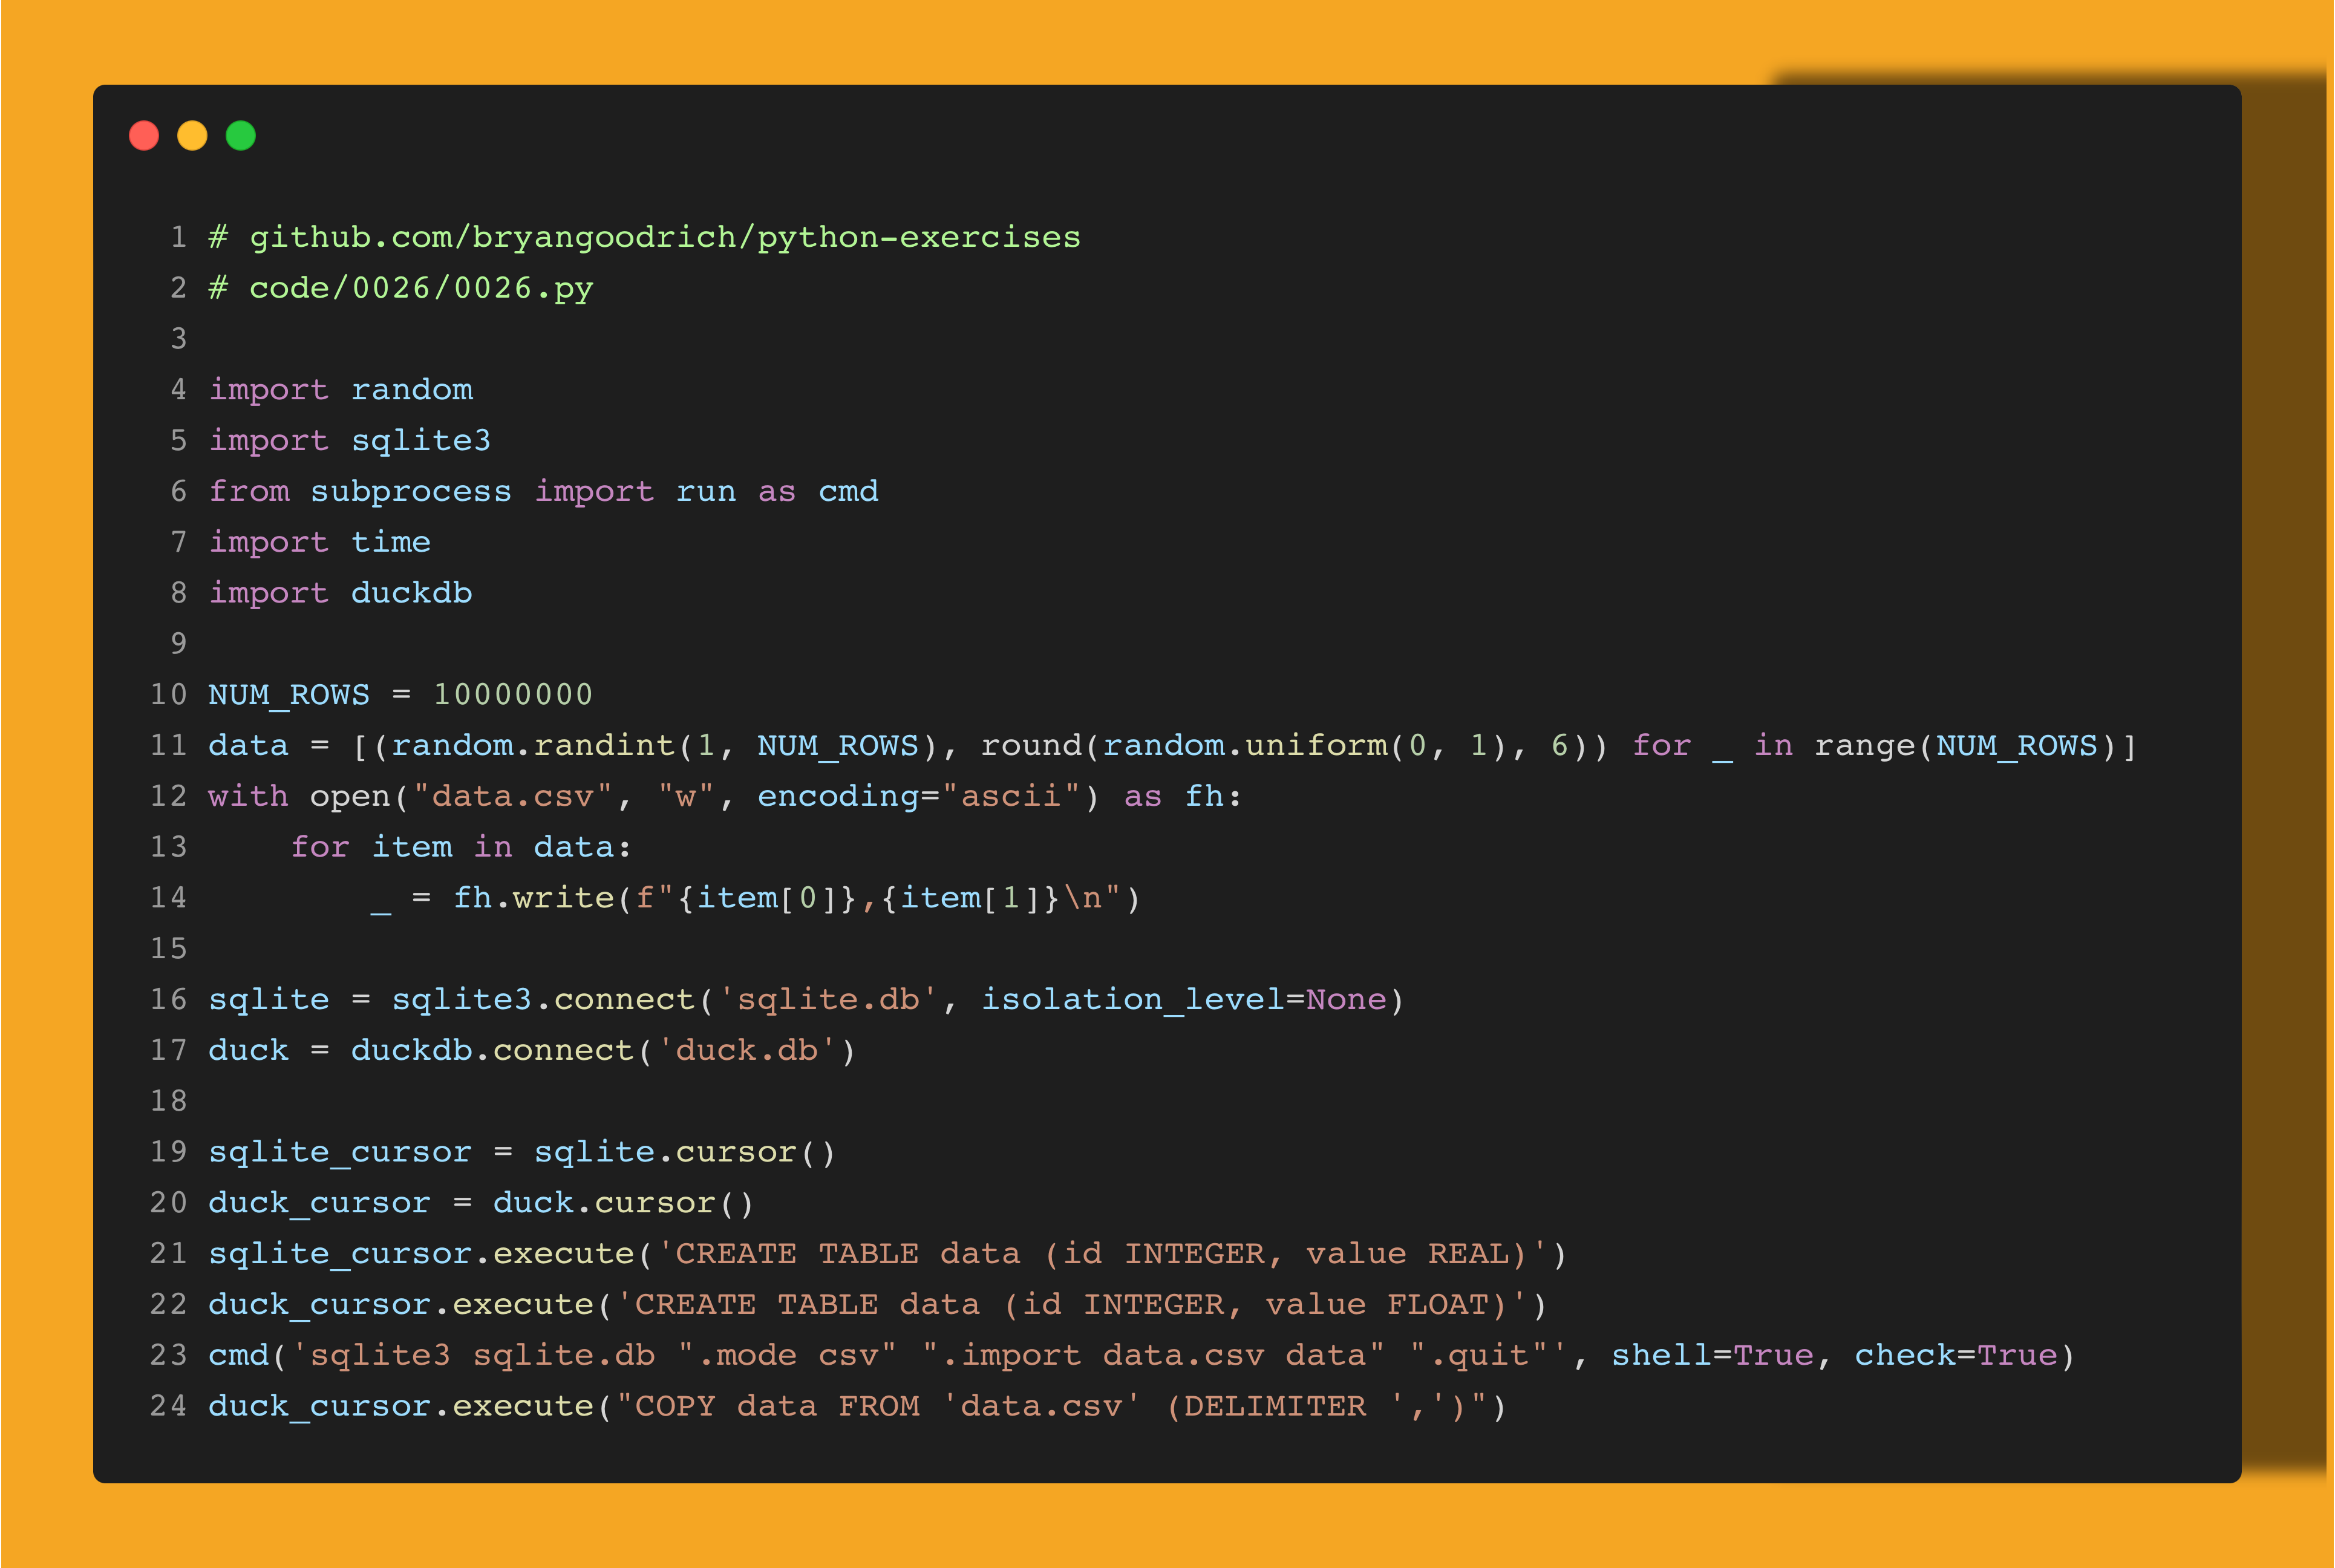 1 # github.com/bryangoodrich/python-exercises
2 # code/0026/0026.py
3
4 import random
5 import sqlite3
6 from subprocess import run as cmd
7 import time
8 import duckdb
9
10 NUM_ROWS = 10000000
11 data = [(random.randint(1, NUM_ROWS), round(random.uniform(0, 1), 6)) for _ in range(NUM_ROWS)]
12 with open("data.csv", "w", encoding="ascii") as fh:
13     for item in data:
14         _ = fh.write(f"{item[0]},{item[1]}\n")
15
16 sqlite = sqlite3.connect('sqlite.db', isolation_level=None)
17 duck = duckdb.connect('duck.db')
18
19 sqlite_cursor = sqlite.cursor()
20 duck_cursor = duck.cursor()
21 sqlite_cursor.execute('CREATE TABLE data (id INTEGER, value REAL)')
22 duck_cursor.execute('CREATE TABLE data (id INTEGER, value FLOAT)')
23 cmd('sqlite3 sqlite.db ".mode csv" ".import data.csv data" ".quit"', shell=True, check=True)
24 duck_cursor.execute("COPY data FROM 'data.csv' (DELIMITER ',')")